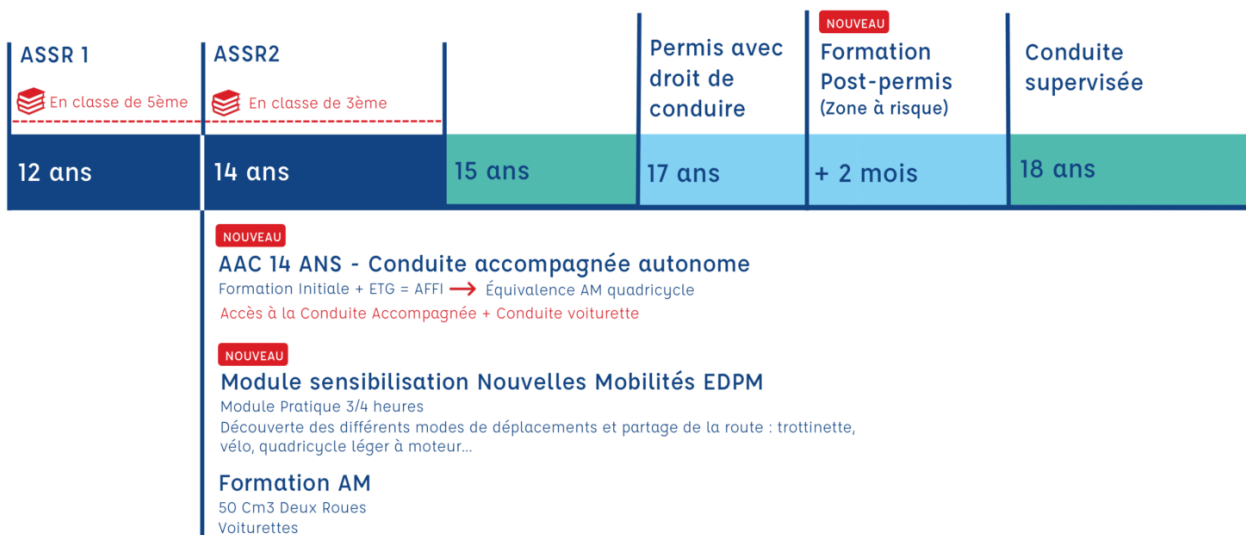 ASSR 1
En classe de 5ème
ASSR2
En classe de 3ème
Permis avec
droit de
conduire
NOUVEAU
Formation
Post-permis
(Zone à risque)
Conduite
supervisée
12 ans
14 ans
15 ans
17 ans
+ 2 mois
18 ans
NOUVEAU
AAC 14 ANS - Conduite accompagnée autonome
Formation Initiale + ETG = AFFI → Équivalence AM quadricycle
Accès à la Conduite Accompagnée + Conduite voiturette
NOUVEAU
Module sensibilisation Nouvelles Mobilités EDPM
Module Pratique 3/4 heures
Découverte des différents modes de déplacements et partage de la route : trottinette,
vélo, quadricycle léger à moteur...
Formation AM
50 Cm3 Deux Roues
Voiturettes